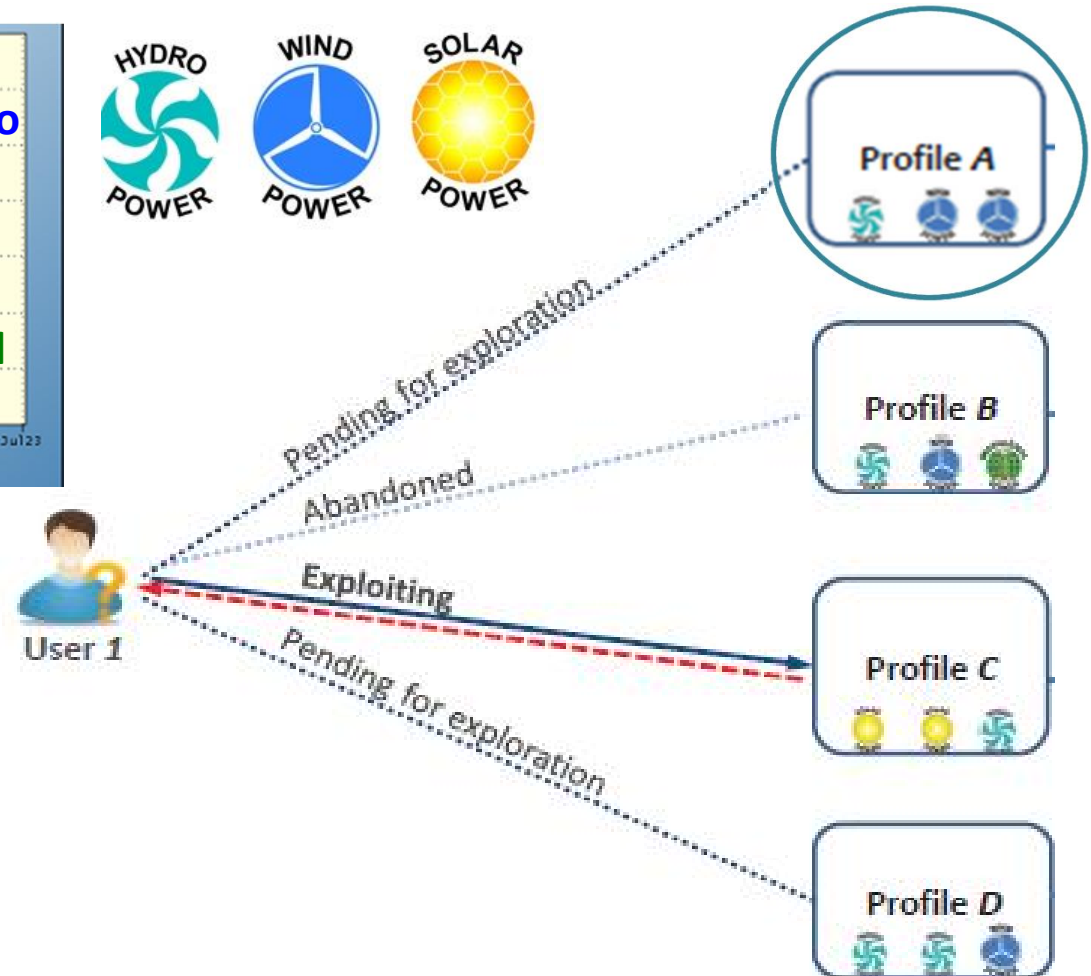 HYDRO
POWER
WIND
POWER
SOLAR
POWER
o
l
Jul23
Profile A
Pending for exploration
Profile B
Abandoned
Exploiting
User 1
Profile C
Pending for exploration
Profile D